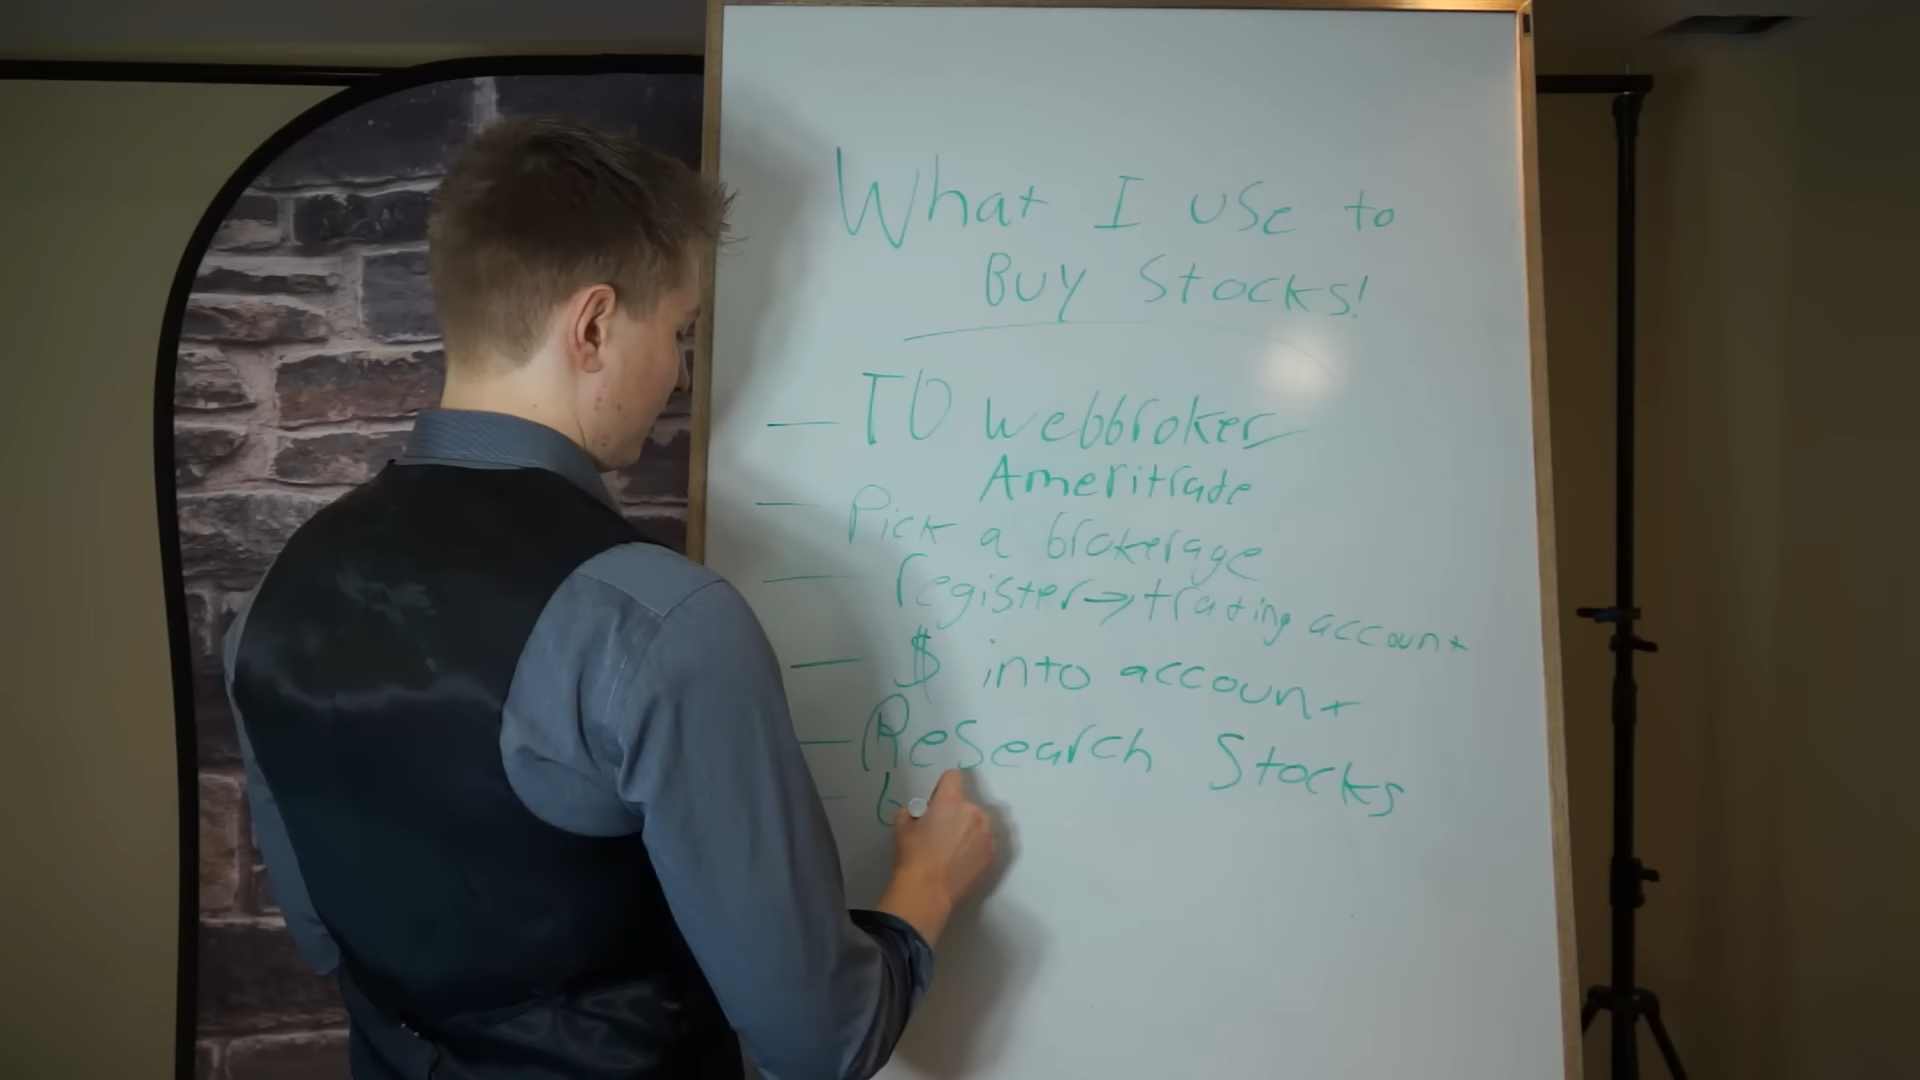 What I use to
Buy Stocks!
— TD webbroker
Ameritrade
— Pick a brokerage
— register → trading account
— $ into account
— Research Stocks
—